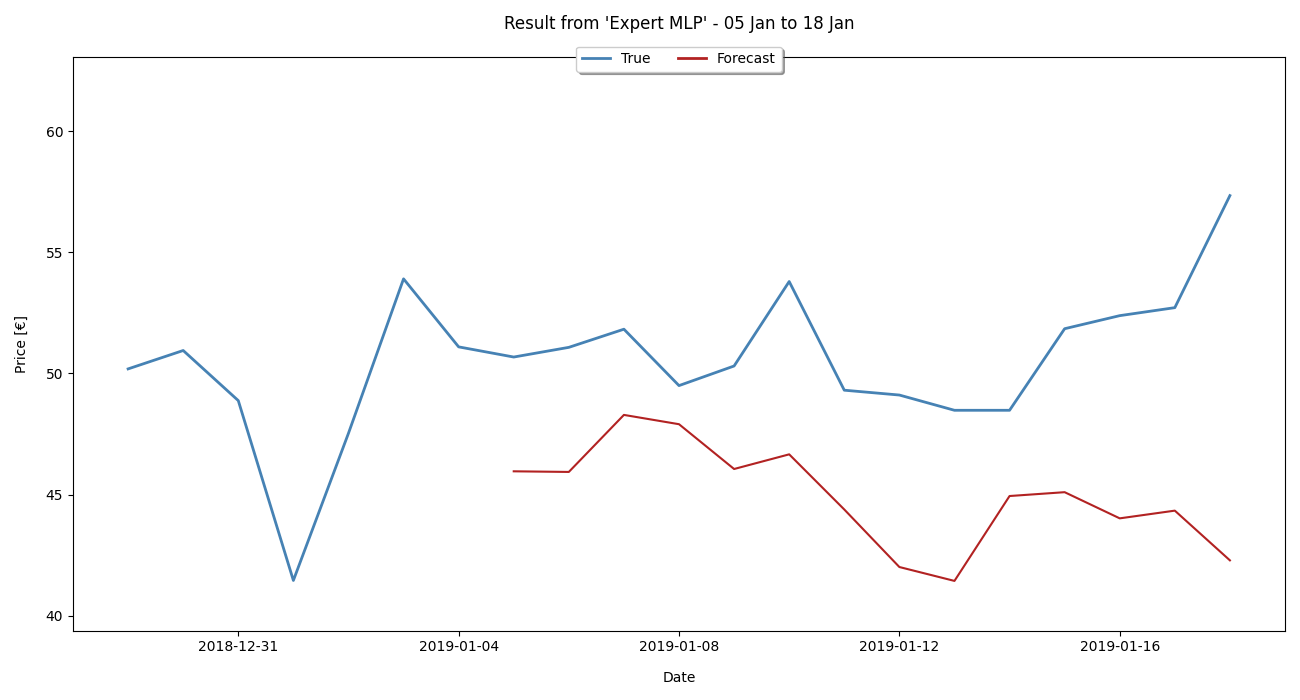 Result from 'Expert MLP' - 05 Jan to 18 Jan
True Forecast
60
55
50
45
40
Price [€]
2018-12-31 2019-01-04 2019-01-08 2019-01-12 2019-01-16
Date